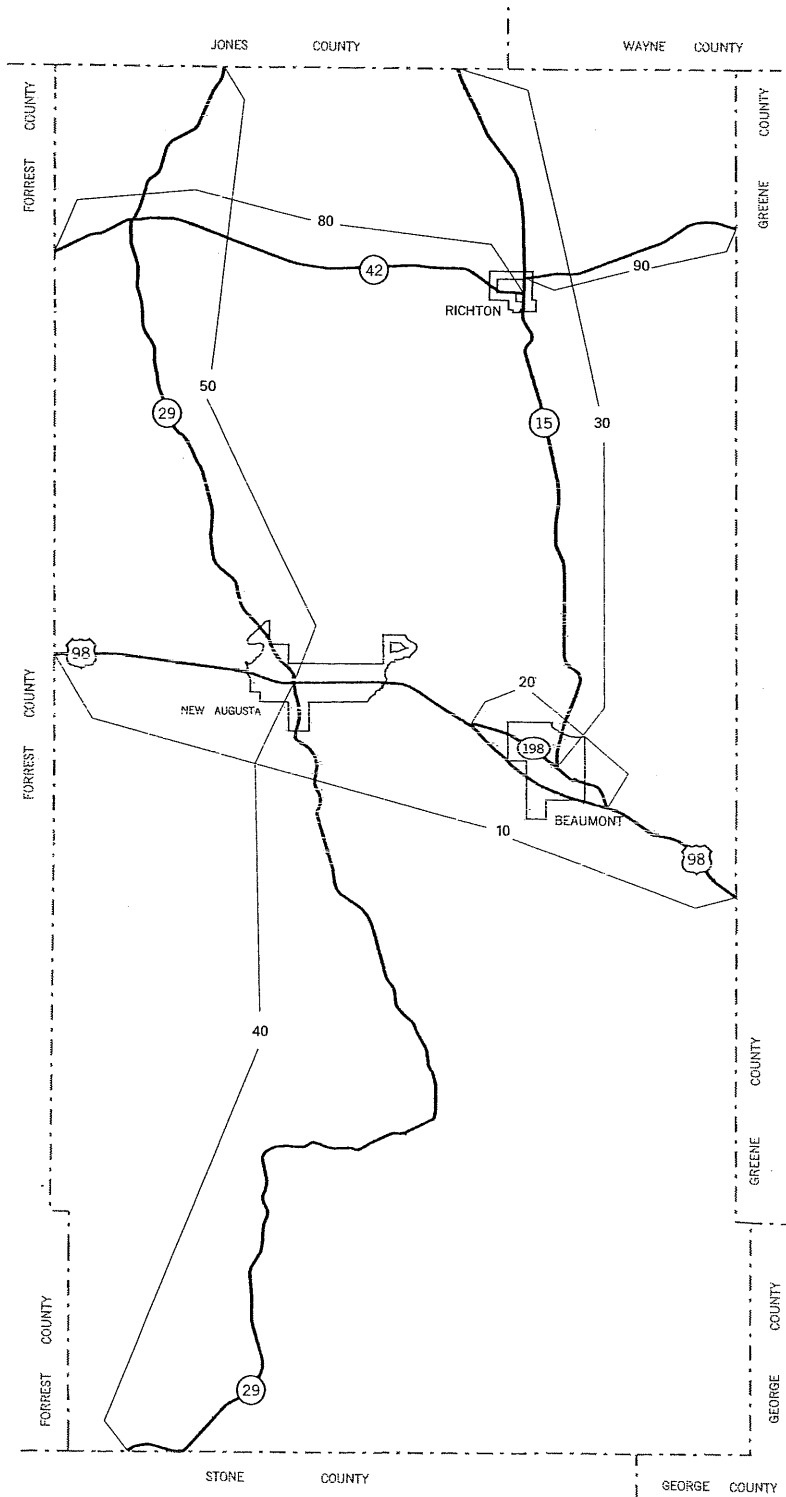 JONES COUNTY
WAYNE COUNTY
FORREST COUNTY
GREENE COUNTY
80
42
90
RICHTON
50
29
15
30
98
20
NEW AUGUSTA
198
FORREST COUNTY
BEAUMONT
10
98
40
GREENE COUNTY
FORREST COUNTY
GEORGE COUNTY
29
STONE COUNTY
GEORGE COUNTY